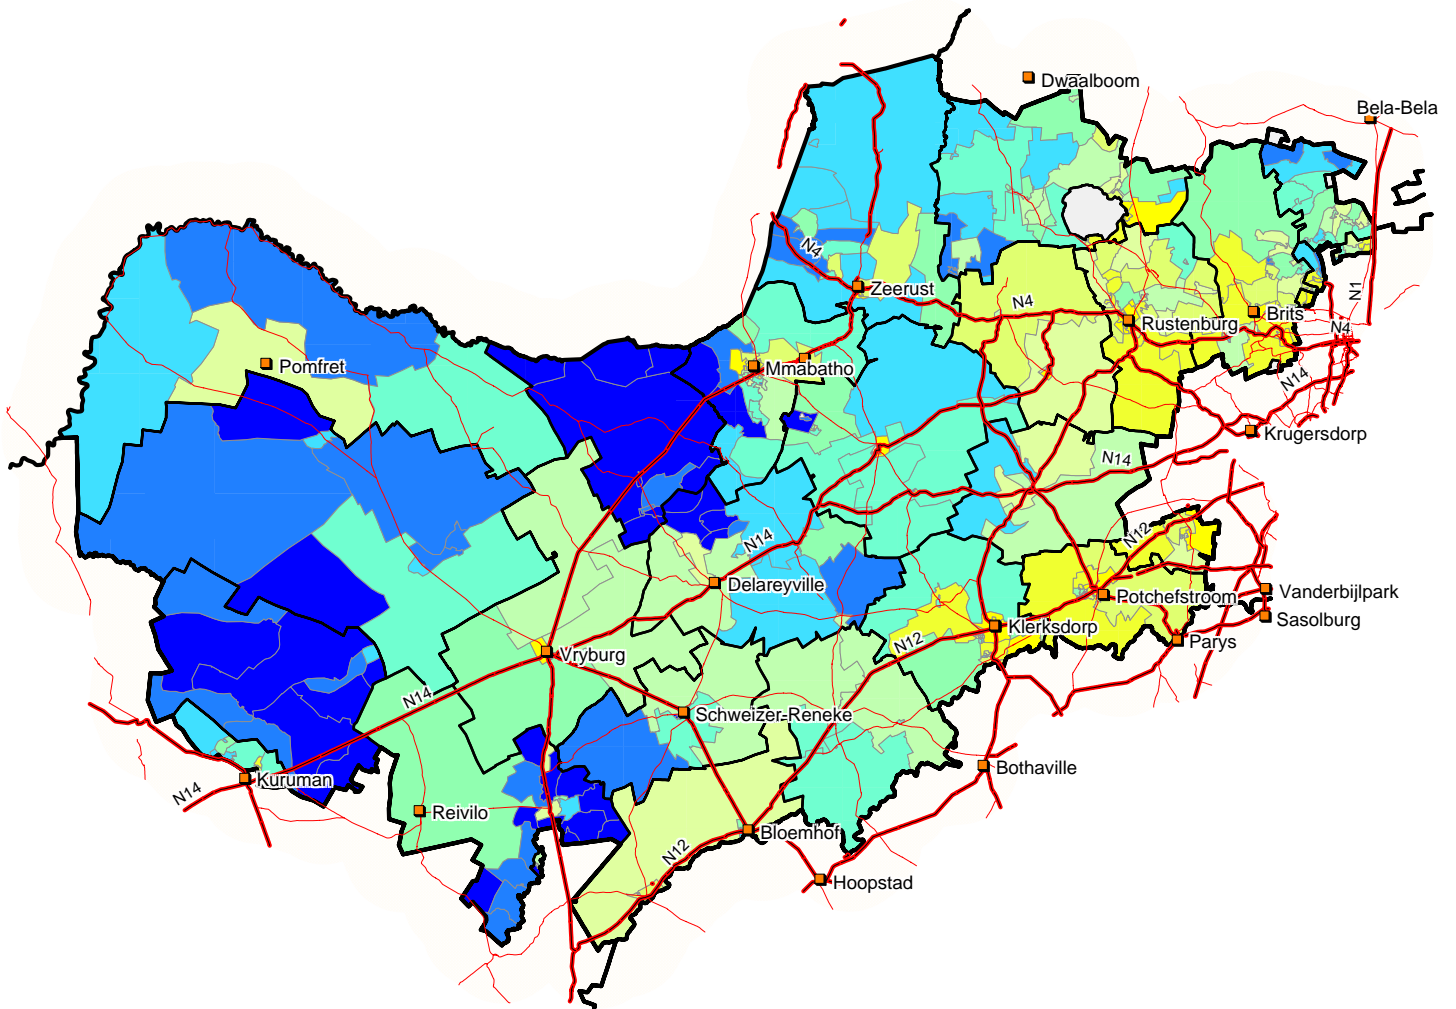 Dwaalboom
Bela-Bela
N4
Zeerust
N1
N4
Rustenburg
Brits
N4
Pomfret
Mmabatho
N14
Krugersdorp
N14
N12
N14
Delareyville
Potchefstroom
Vanderbijlpark
Sasolburg
Klerksdorp
Parys
N12
Vryburg
N14
Schweizer-Reneke
Kuruman
N14
Bothaville
Reivilo
Bloemhof
N12
Hoopstad